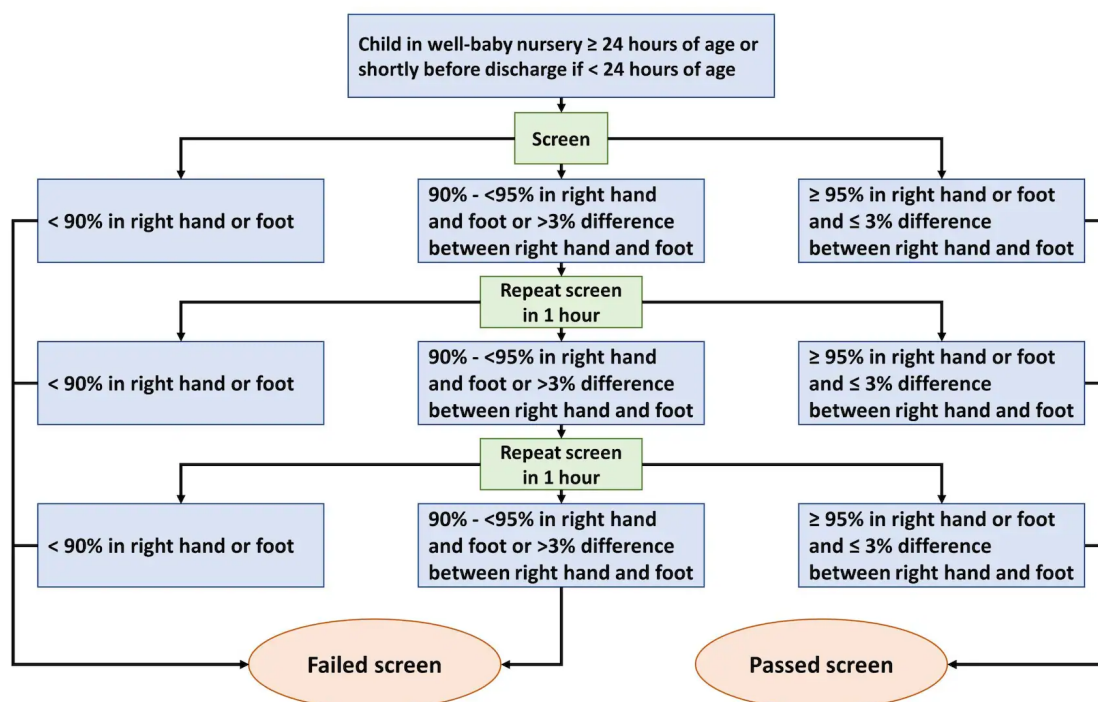 Child in well-baby nursery ≥ 24 hours of age or
shortly before discharge if < 24 hours of age
Screen
< 90% in right hand or foot
90% - <95% in right hand
and foot or >3% difference
between right hand and foot
≥ 95% in right hand or foot
and ≤ 3% difference
between right hand and foot
Repeat screen
in 1 hour
< 90% in right hand or foot
90% - <95% in right hand
and foot or >3% difference
between right hand and foot
≥ 95% in right hand or foot
and ≤ 3% difference
between right hand and foot
Repeat screen
in 1 hour
< 90% in right hand or foot
90% - <95% in right hand
and foot or >3% difference
between right hand and foot
≥ 95% in right hand or foot
and ≤ 3% difference
between right hand and foot
Failed screen
Passed screen